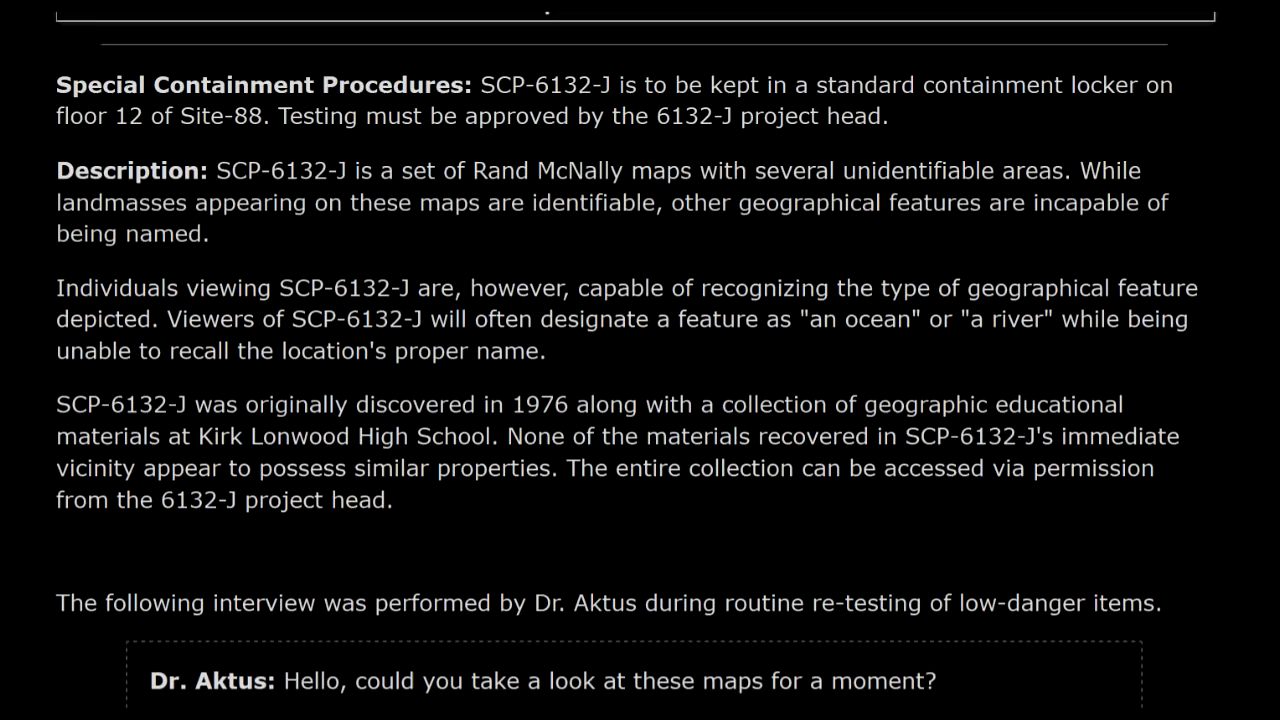 Special Containment Procedures: SCP-6132-J is to be kept in a standard containment locker on
floor 12 of Site-88. Testing must be approved by the 6132-J project head.
Description: SCP-6132-J is a set of Rand McNally maps with several unidentifiable areas. While
landmasses appearing on these maps are identifiable, other geographical features are incapable of
being named.
Individuals viewing SCP-6132-J are, however, capable of recognizing the type of geographical feature
depicted. Viewers of SCP-6132-J will often designate a feature as "an ocean" or "a river" while being
unable to recall the location's proper name.
SCP-6132-J was originally discovered in 1976 along with a collection of geographic educational
materials at Kirk Lonwood High School. None of the materials recovered in SCP-6132-J's immediate
vicinity appear to possess similar properties. The entire collection can be accessed via permission
from the 6132-J project head.
The following interview was performed by Dr. Aktus during routine re-testing of low-danger items.
Dr. Aktus: Hello, could you take a look at these maps for a moment?